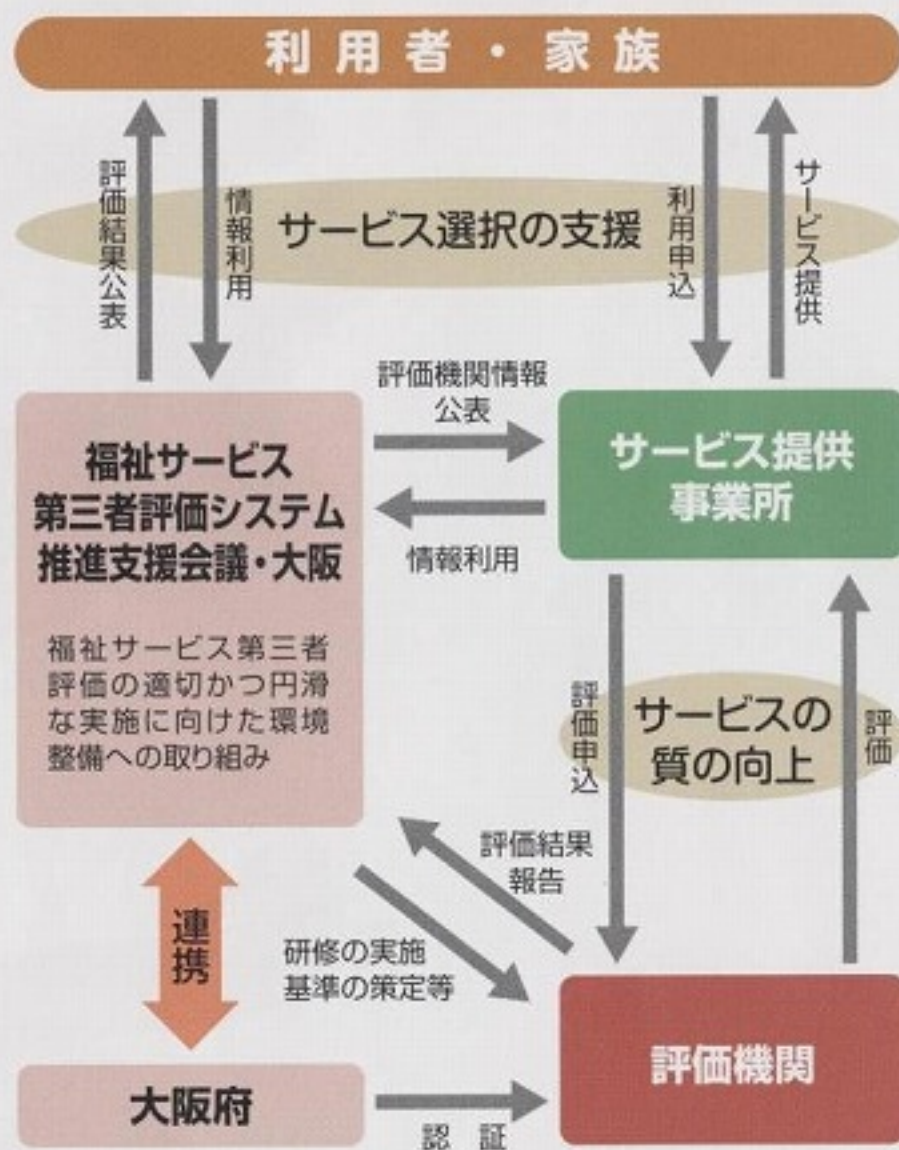 利用者・家族
評価結果公表
情報利用
サービス選択の支援
利用申込
サービス提供
評価機関情報
公表
福祉サービス
第三者評価システム
推進支援会議・大阪
福祉サービス第三者
評価の適切かつ円滑
な実施に向けた環境
整備への取り組み
サービス提供
事業所
情報利用
評価申込
サービスの
質の向上
評価
評価結果
報告
研修の実施
基準の策定等
連携
大阪府
認証
評価機関